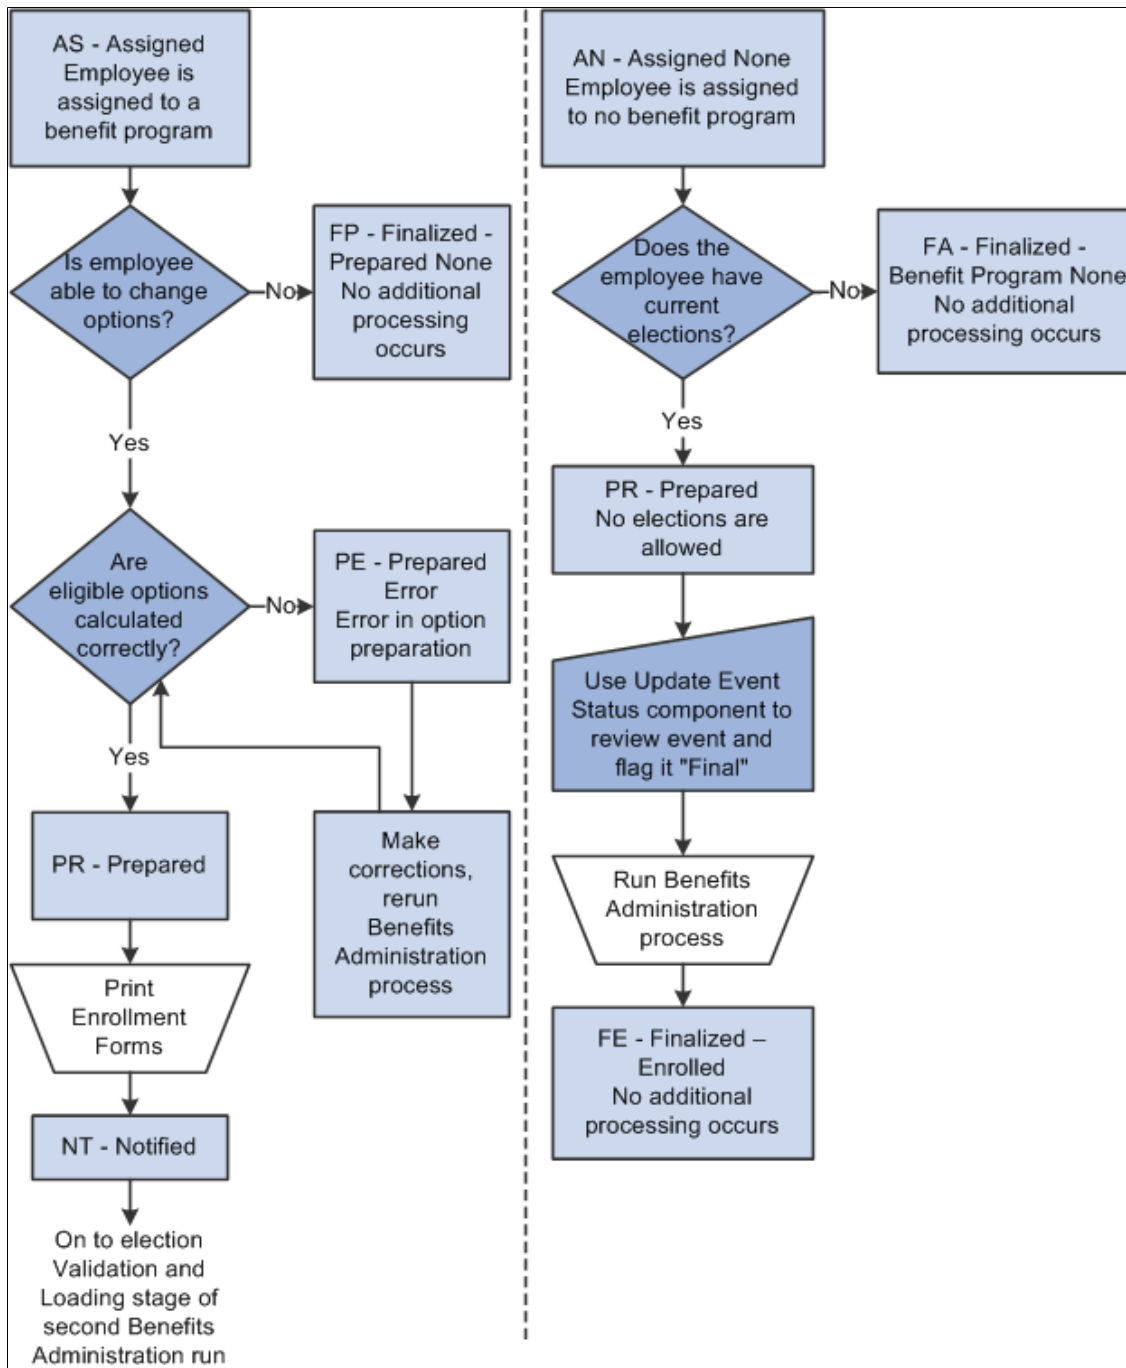 AS - Assigned
Employee is
assigned to a
benefit program
Is employee
able to change
options?
No
FP - Finalized -
Prepared None
No additional
processing
occurs
Yes
Are
eligible options
calculated
correctly?
No
PE - Prepared
Error
Error in option
preparation
Yes
Make
corrections,
rerun
Benefits
Administration
process
PR - Prepared
Print
Enrollment
Forms
NT - Notified
On to election
Validation and
Loading stage of
second Benefits
Administration run
AN - Assigned None
Employee is assigned
to no benefit program
Does the
employee have
current
elections?
No
FA - Finalized -
Benefit Program None
No additional
processing occurs
Yes
PR - Prepared
No elections are
allowed
Use Update Event
Status component to
review event and
flag it "Final"
Run Benefits
Administration
process
FE - Finalized –
Enrolled
No additional
processing occurs